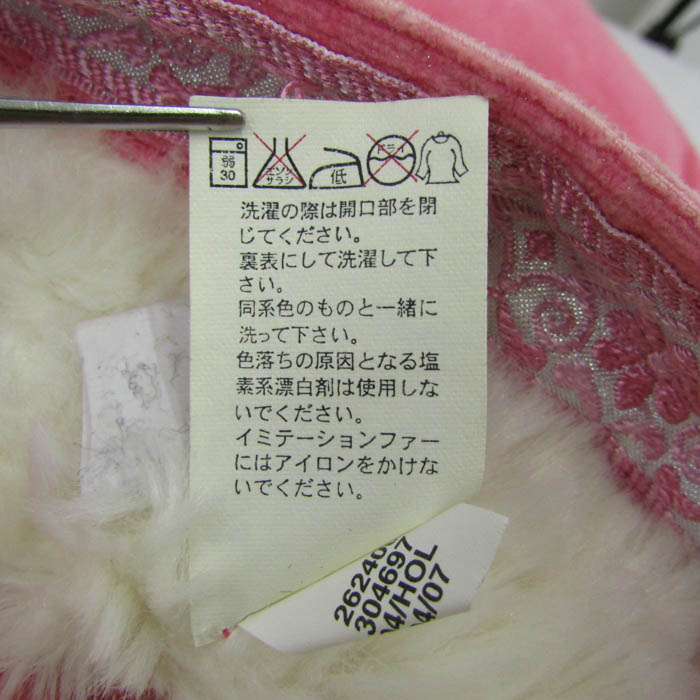 弱 エンソ 低 ドライ
30 サラシ
洗濯の際は開口部を閉
じてください。
裏表にして洗濯して下
さい。
同系色のものと一緒に
洗って下さい。
色落ちの原因となる塩
素系漂白剤は使用しな
いでください。
イミテーションファー
にはアイロンをかけな
いでください。
304697
04/HOL